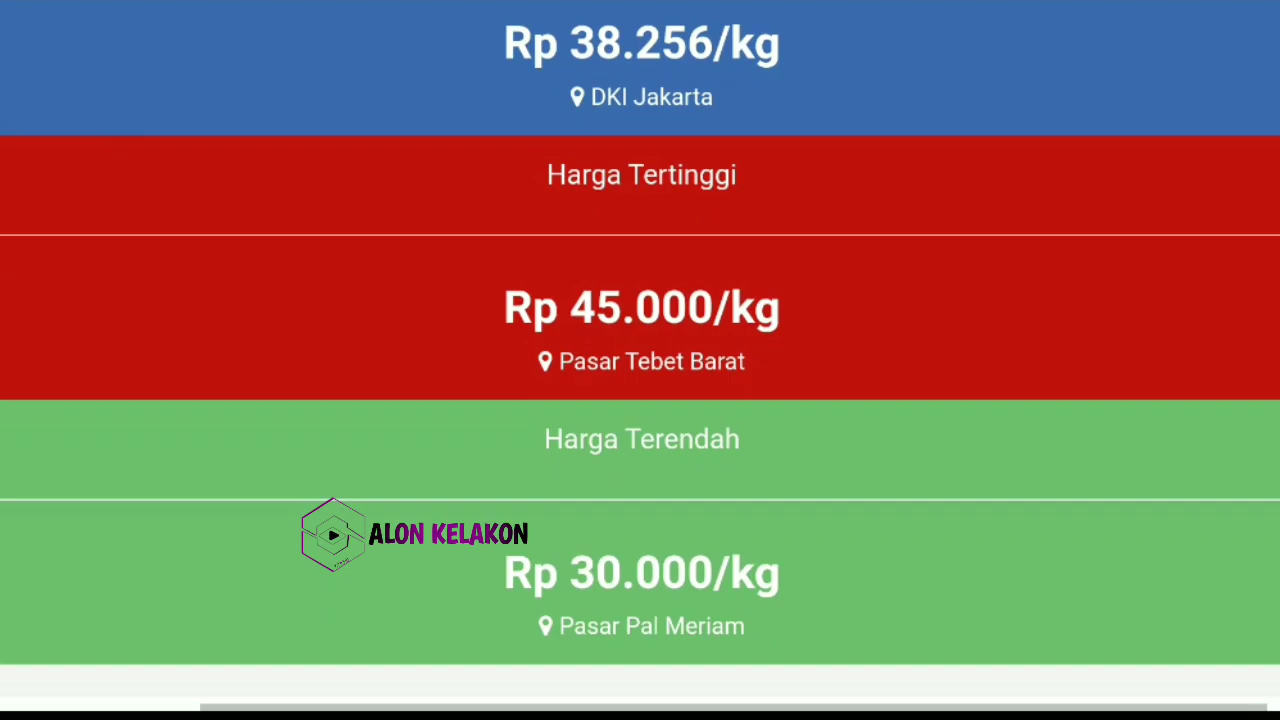 Rp 38.256/kg
DKI Jakarta
Harga Tertinggi
Rp 45.000/kg
Pasar Tebet Barat
Harga Terendah
ALON KELAKON
Rp 30.000/kg
Pasar Pal Meriam